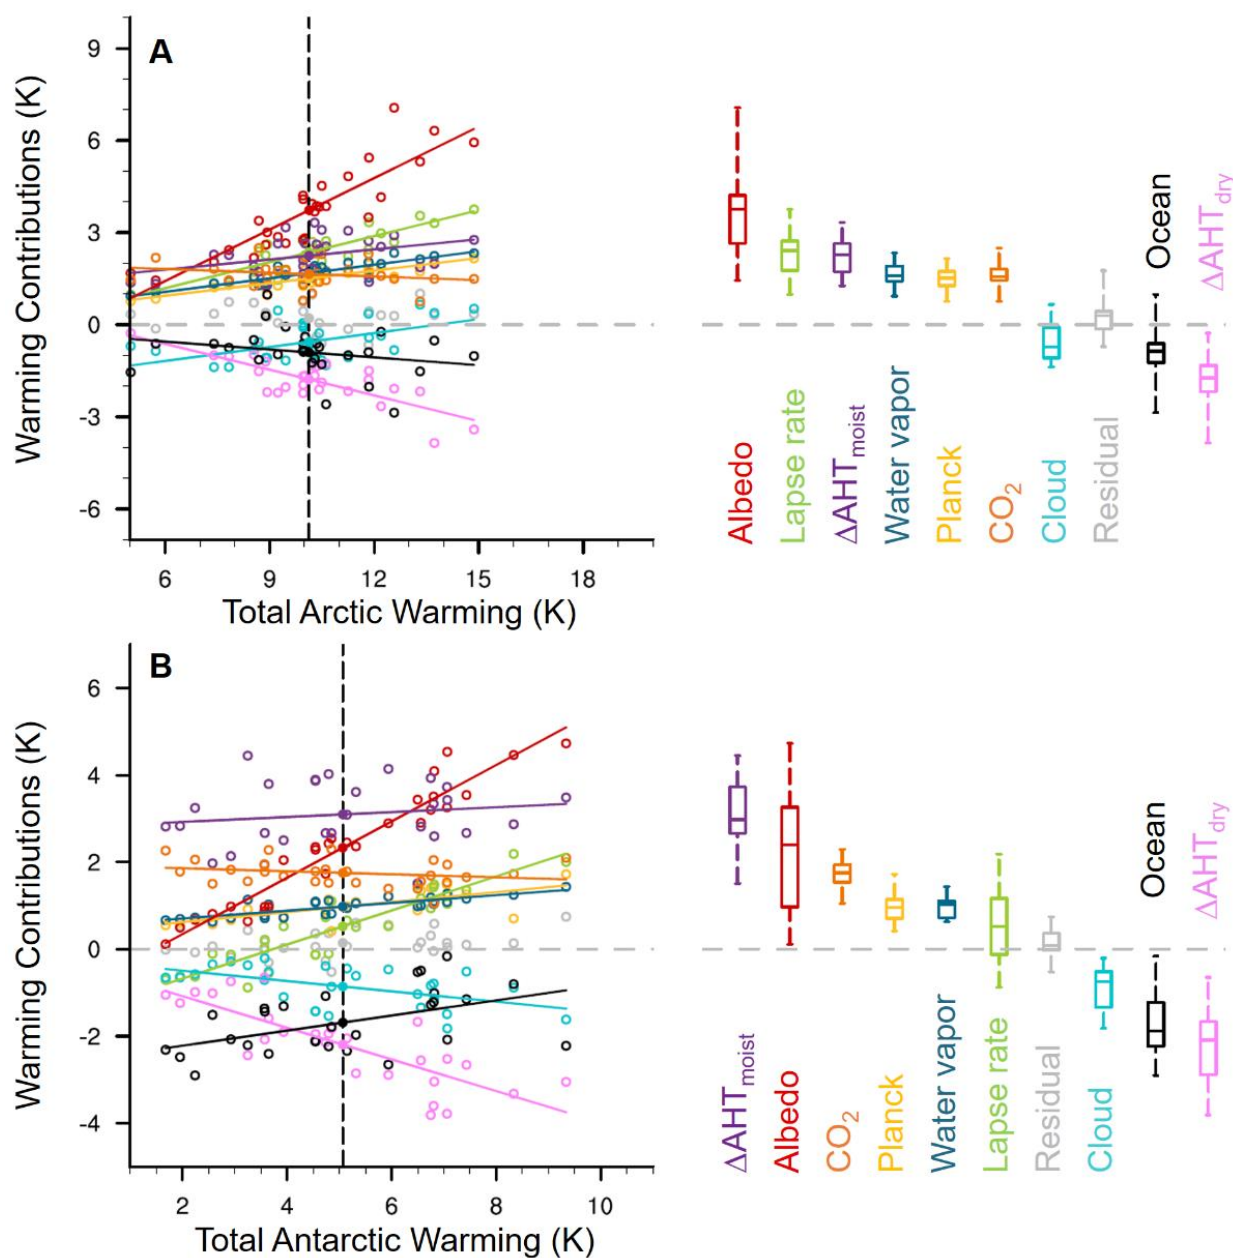 A
Warming Contributions (K)
9
6
3
0
-3
-6
6
9
12
15
18
Total Arctic Warming (K)
Albedo
Lapse rate
ΔAHTmoist
Water vapor
Planck
CO2
Cloud
Residual
Ocean
ΔAHTdry
B
Warming Contributions (K)
6
4
2
0
-2
-4
2
4
6
8
10
Total Antarctic Warming (K)
ΔAHTmoist
Albedo
CO2
Planck
Water vapor
Lapse rate
Residual
Cloud
Ocean
ΔAHTdry